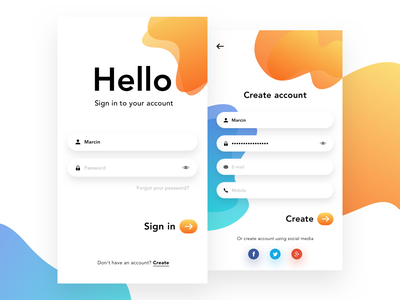 Hello
Sign in to your account
Marcin
Password
Forgot your password?
Sign in
Don't have an account? Create
Create account
Marcin
E-mail
Mobile
Create
Or create account using social media